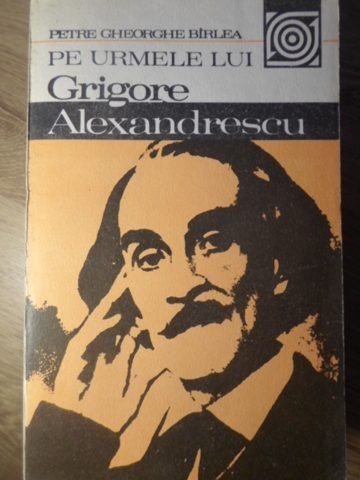 PETRE GHEORGHE BÎRLEA
PE URMELE LUI
Grigore
Alexandrescu